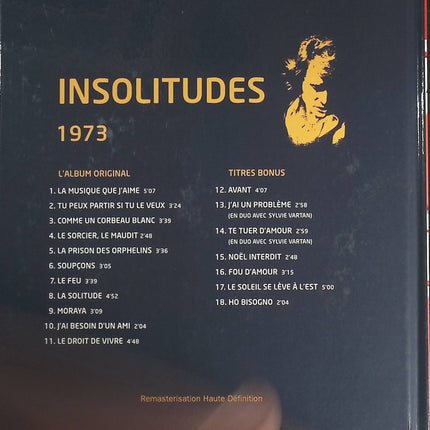 INSOLITUDES
1973
L'ALBUM ORIGINAL
1. LA MUSIQUE QUE J'AIME 5'07
2. TU PEUX PARTIR SI TU LE VEUX 3'24
3. COMME UN CORBEAU BLANC 3'39
4. LE SORCIER, LE MAUDIT 2'48
5. LA PRISON DES ORPHELINS 3'36
6. SOUPÇONS 3'05
7. LE FEU 3'39
8. LA SOLITUDE 4'52
9. MORAYA 3'09
10. J'AI BESOIN D'UN AMI 2'04
11. LE DROIT DE VIVRE 4'48
TITRES BONUS
12. AVANT 4'07
13. J'AI UN PROBLÈME 2'58
(EN DUO AVEC SYLVIE VARTAN)
14. TE TUER D'AMOUR 2'59
(EN DUO AVEC SYLVIE VARTAN)
15. NOËL INTERDIT 2'48
16. FOU D'AMOUR 3'15
17. LE SOLEIL SE LÈVE À L'EST 5'00
18. HO BISOGNO 2'04
Remasterisation Haute Définition